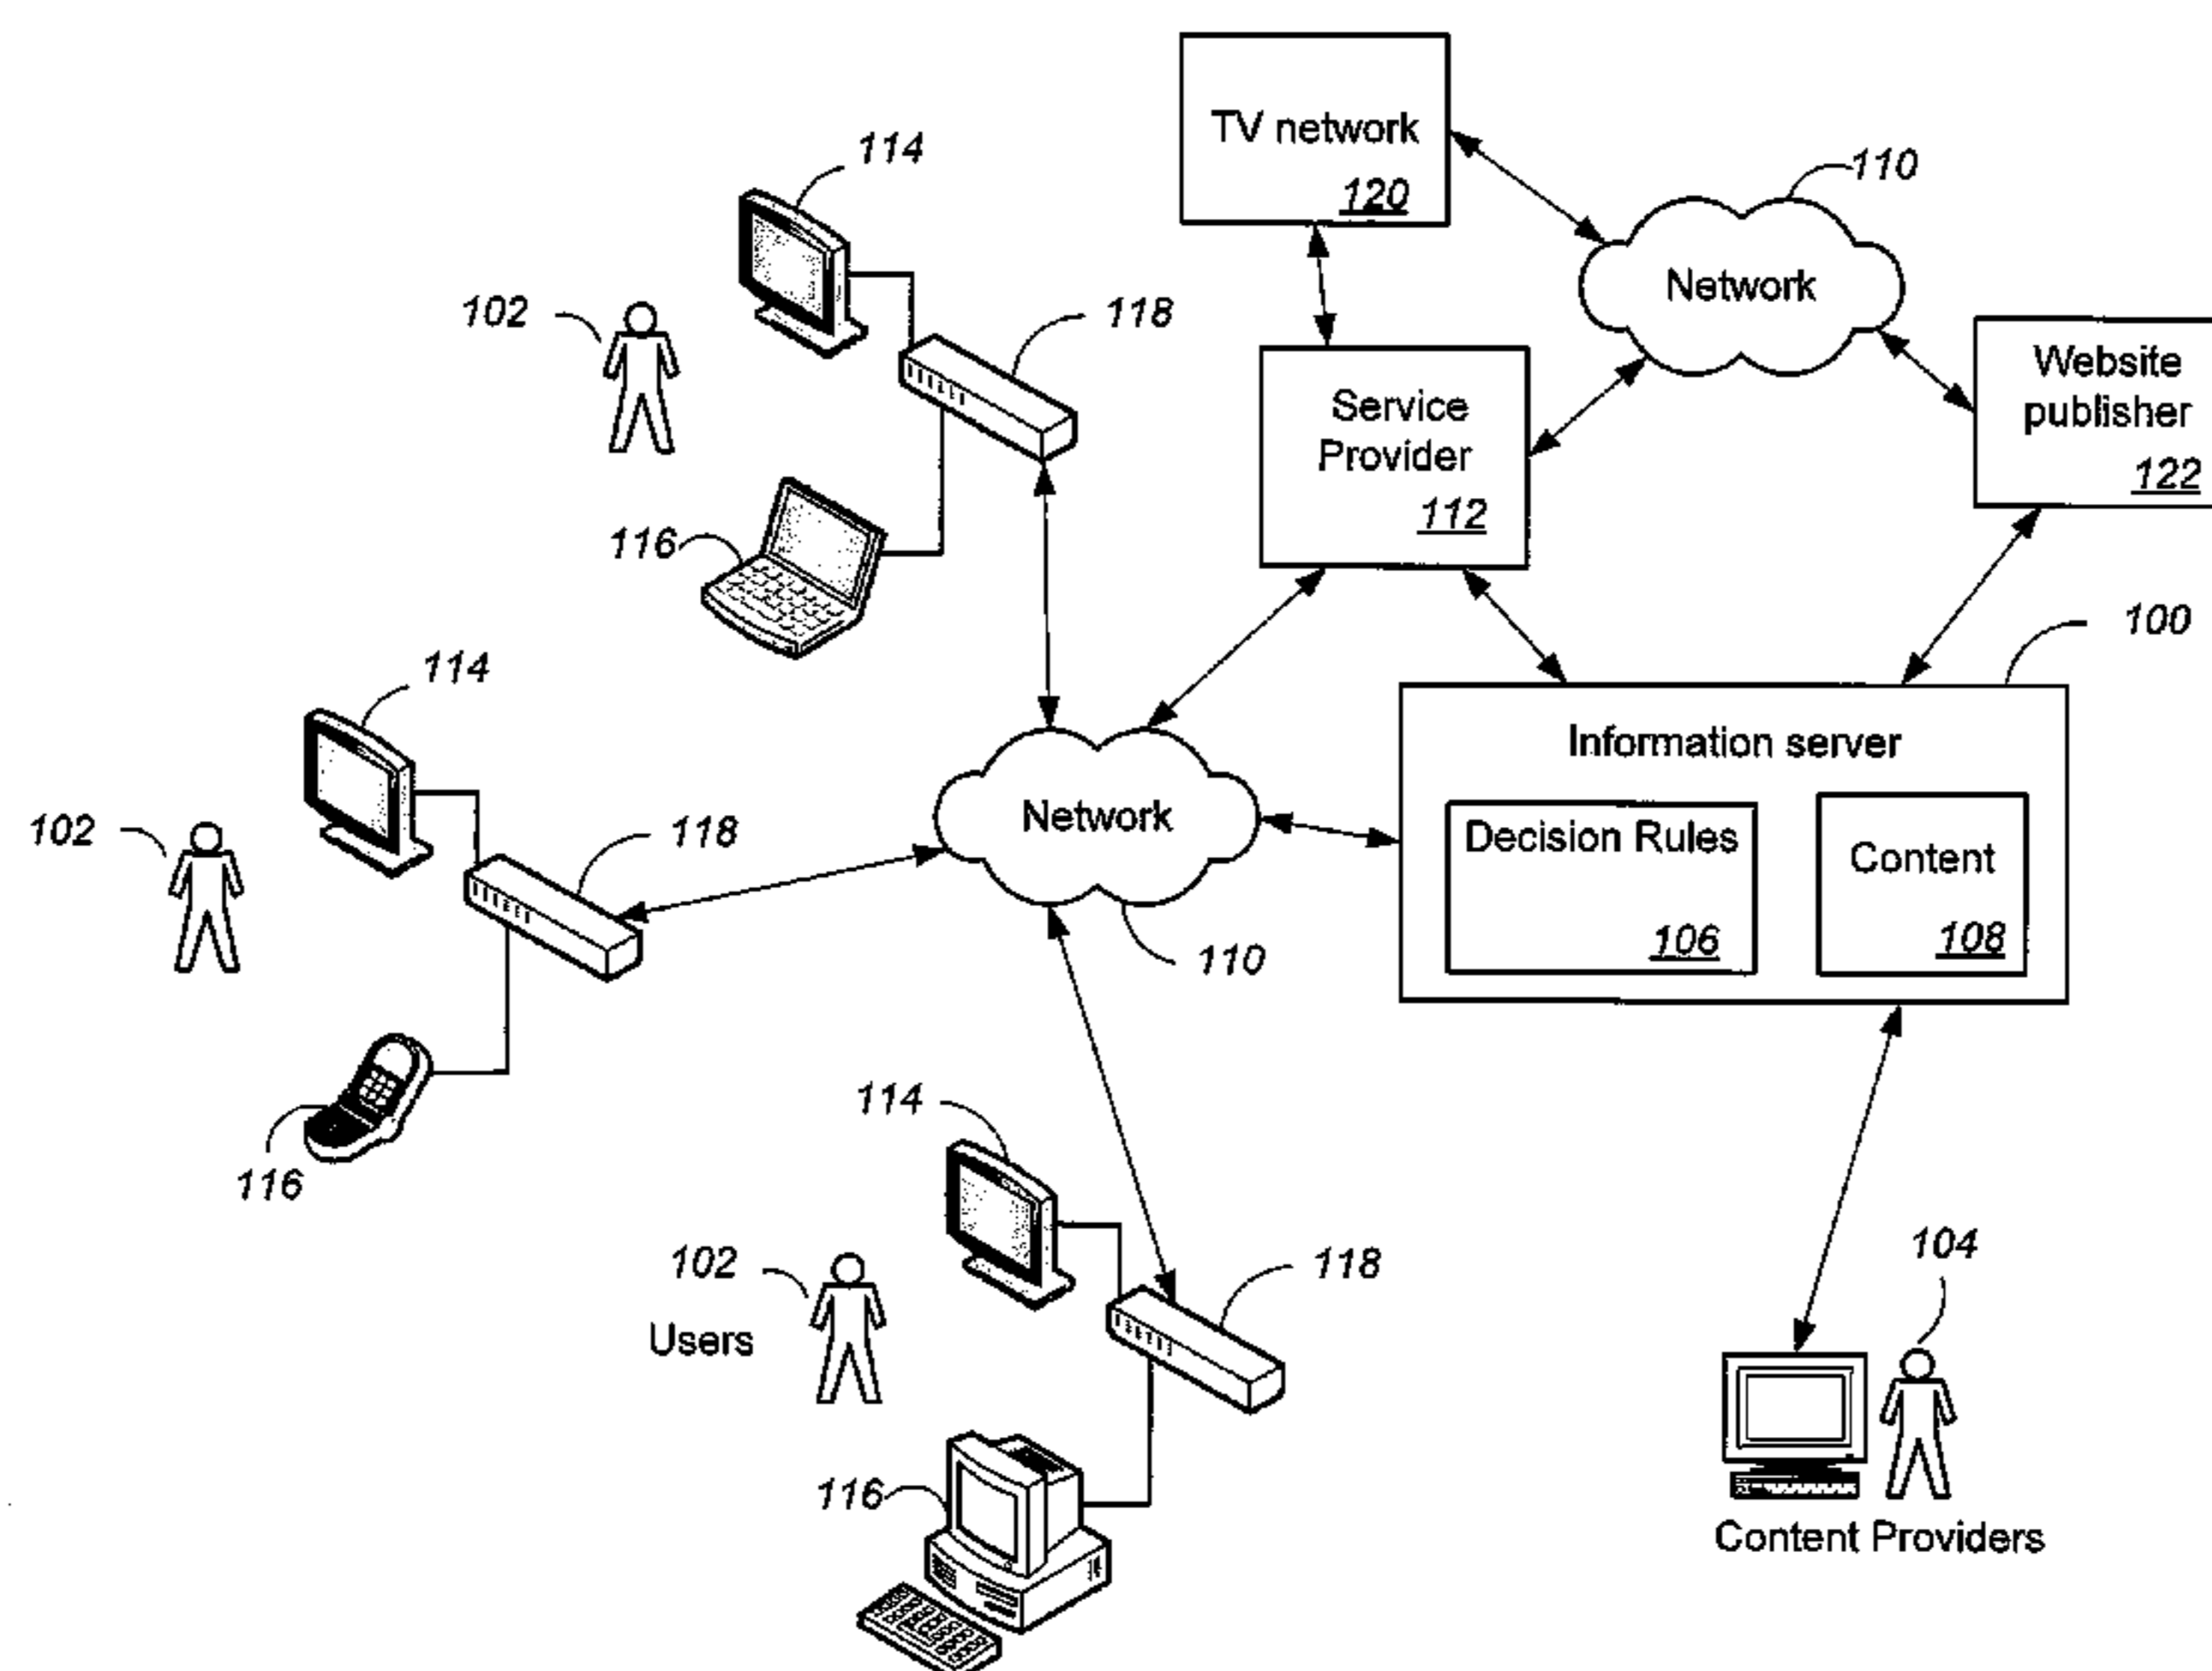 TV network
120
110
Network
114
102
118
Service
Provider
112
Website
publisher
122
116
100
114
Information server
Network
102
118
Decision Rules
106
Content
108
110
116
114
102
Users
118
104
116
Content Providers